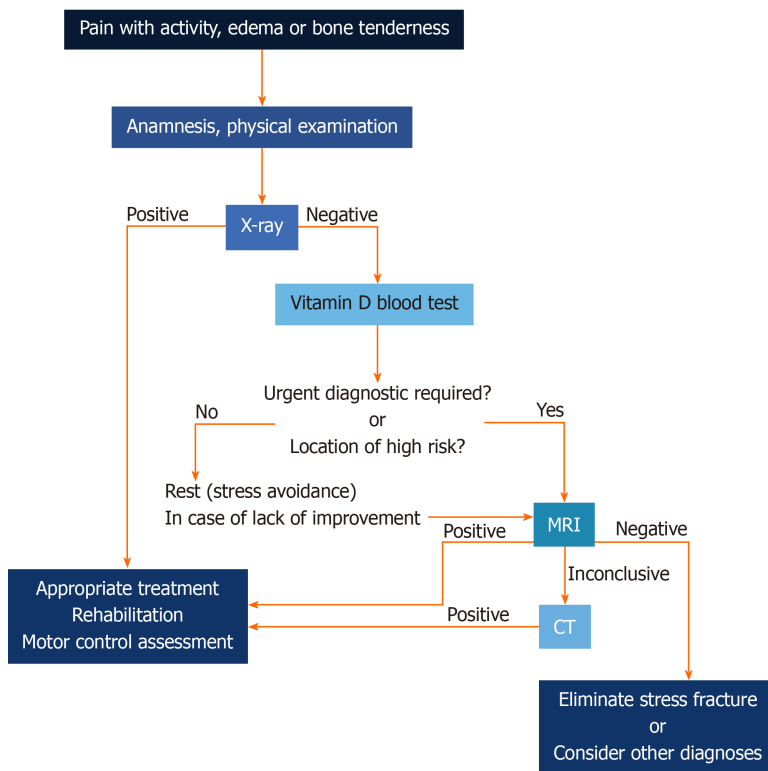 Pain with activity, edema or bone tenderness
Anamnesis, physical examination
Positive
X-ray
Negative
Vitamin D blood test
Urgent diagnostic required?
No
or
Yes
Location of high risk?
Rest (stress avoidance)
In case of lack of improvement
MRI
Positive
Negative
Inconclusive
Appropriate treatment
Rehabilitation
Motor control assessment
Positive
CT
Eliminate stress fracture
or
Consider other diagnoses